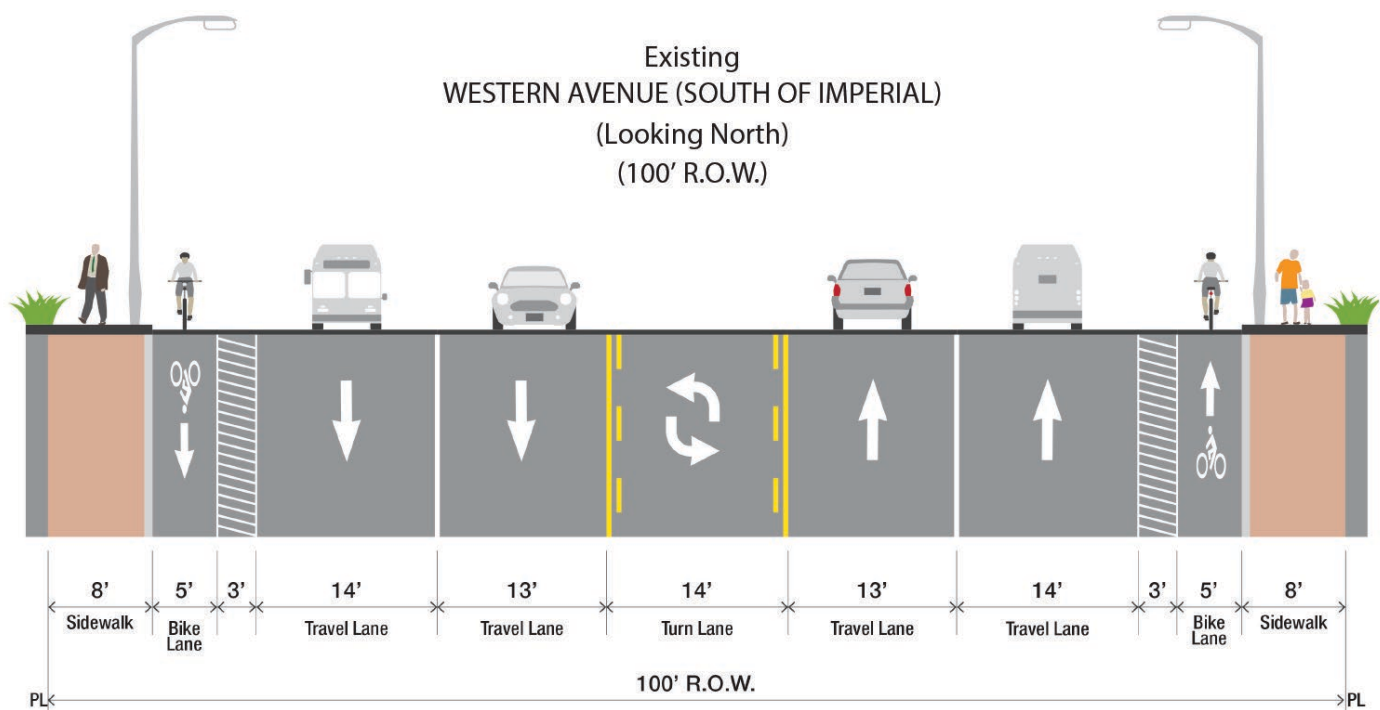 Existing
WESTERN AVENUE (SOUTH OF IMPERIAL)
(Looking North)
(100’ R.O.W.)
8’ 5’ 3’ 14’ 13’ 14’ 13’ 14’ 3’ 5’ 8’
Sidewalk Bike Lane Travel Lane Travel Lane Turn Lane Travel Lane Travel Lane Bike Lane Sidewalk
100’ R.O.W.
PL PL